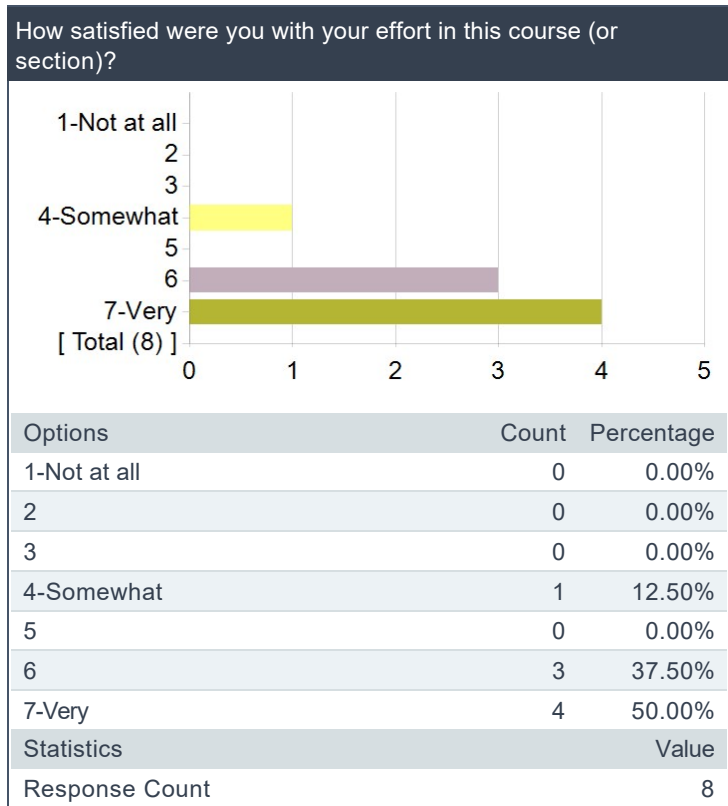 How satisfied were you with your effort in this course (or
section)?
1-Not at all
2
3
4-Somewhat
5
6
7-Very
[ Total (8) ]
0 1 2 3 4 5
Options Count Percentage
1-Not at all 0 0.00%
2 0 0.00%
3 0 0.00%
4-Somewhat 1 12.50%
5 0 0.00%
6 3 37.50%
7-Very 4 50.00%
Statistics Value
Response Count 8